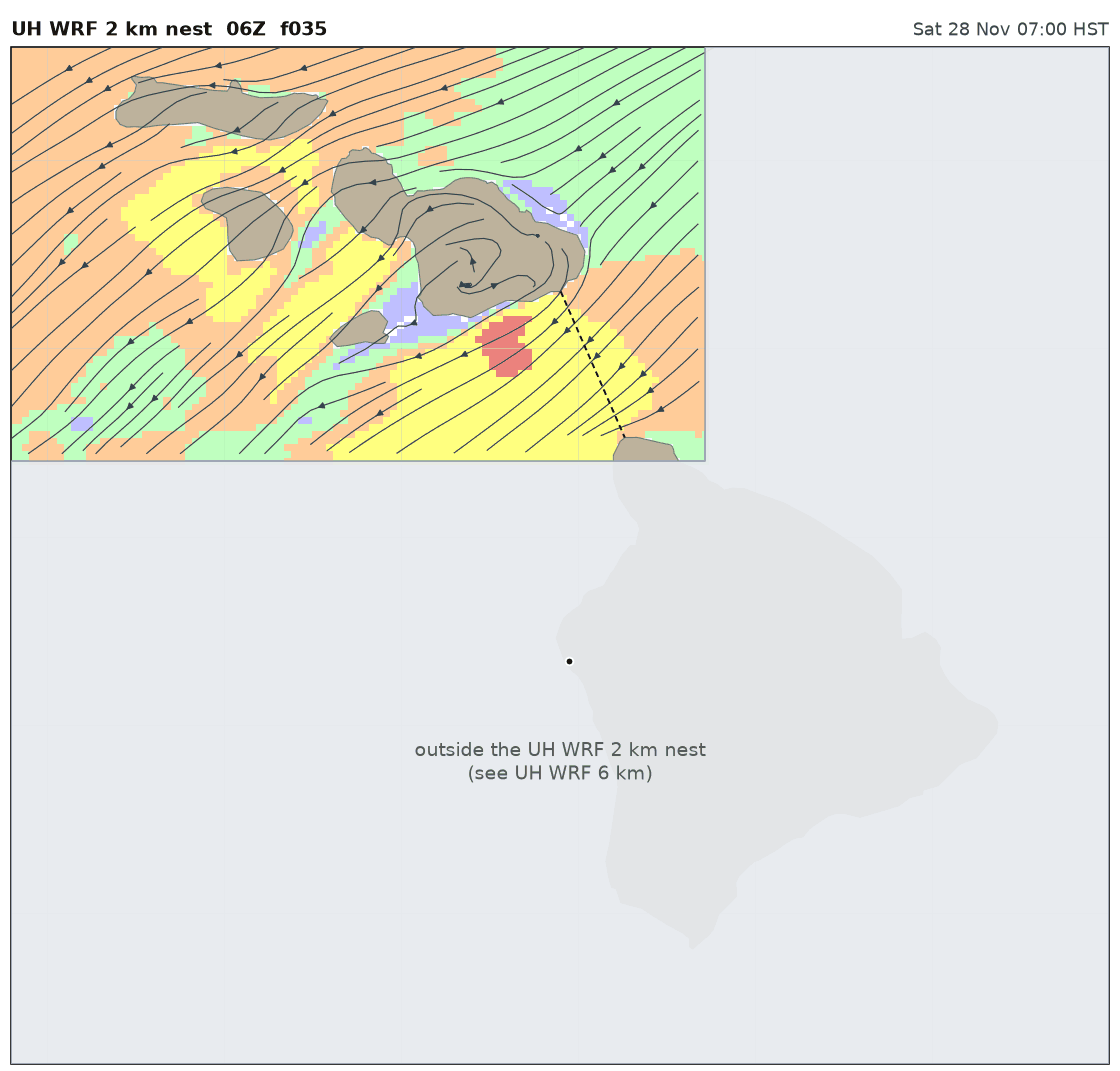 UH WRF 2 km nest  06Z  f035
Sat 28 Nov 07:00 HST
outside the UH WRF 2 km nest
(see UH WRF 6 km)